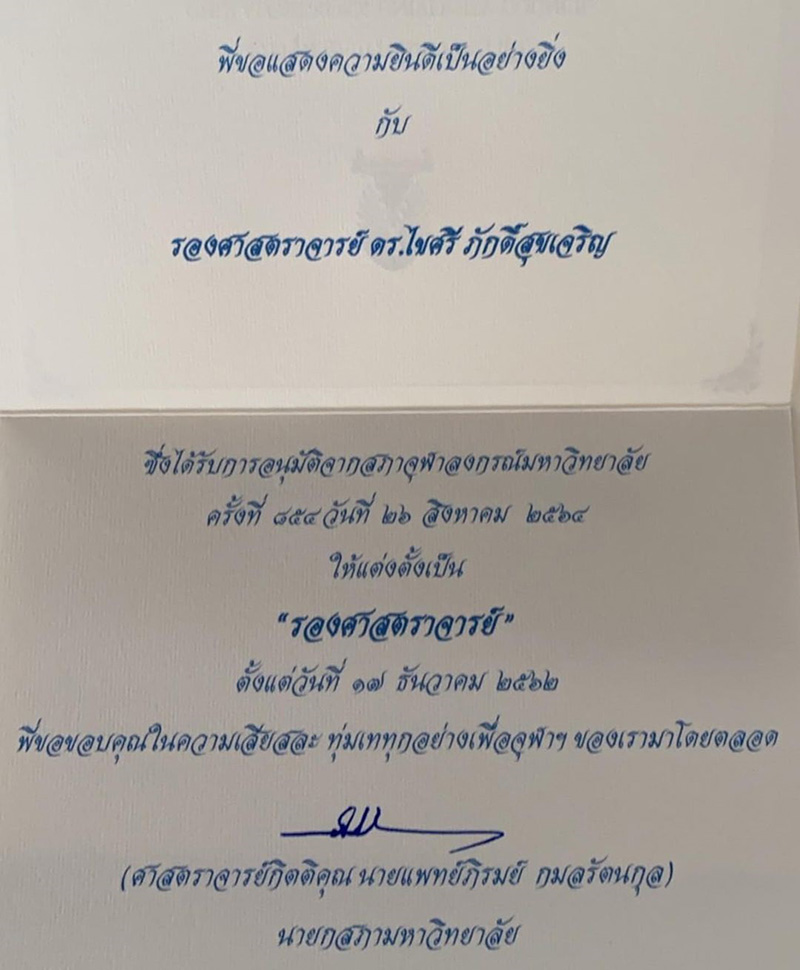 พี่ขอแสดงความยินดีเป็นอย่างยิ่ง
กับ
รองศาสตราจารย์ ดร.ไขศรี ภักดิ์สุขเจริญ
ซึ่งได้รับการอนุมัติจากสภาจุฬาลงกรณ์มหาวิทยาลัย
ครั้งที่ ๘๕๔ วันที่ ๒๖ สิงหาคม ๒๕๖๔
ให้แต่งตั้งเป็น
“รองศาสตราจารย์”
ตั้งแต่วันที่ ๑๗ ธันวาคม ๒๕๖๒
พี่ขอขอบคุณในความเสียสละ ทุ่มเททุกอย่างเพื่อจุฬาฯ ของเรามาโดยตลอด
(ศาสตราจารย์กิตติคุณ นายแพทย์ภิรมย์ กมลรัตนกุล)
นายกสภามหาวิทยาลัย